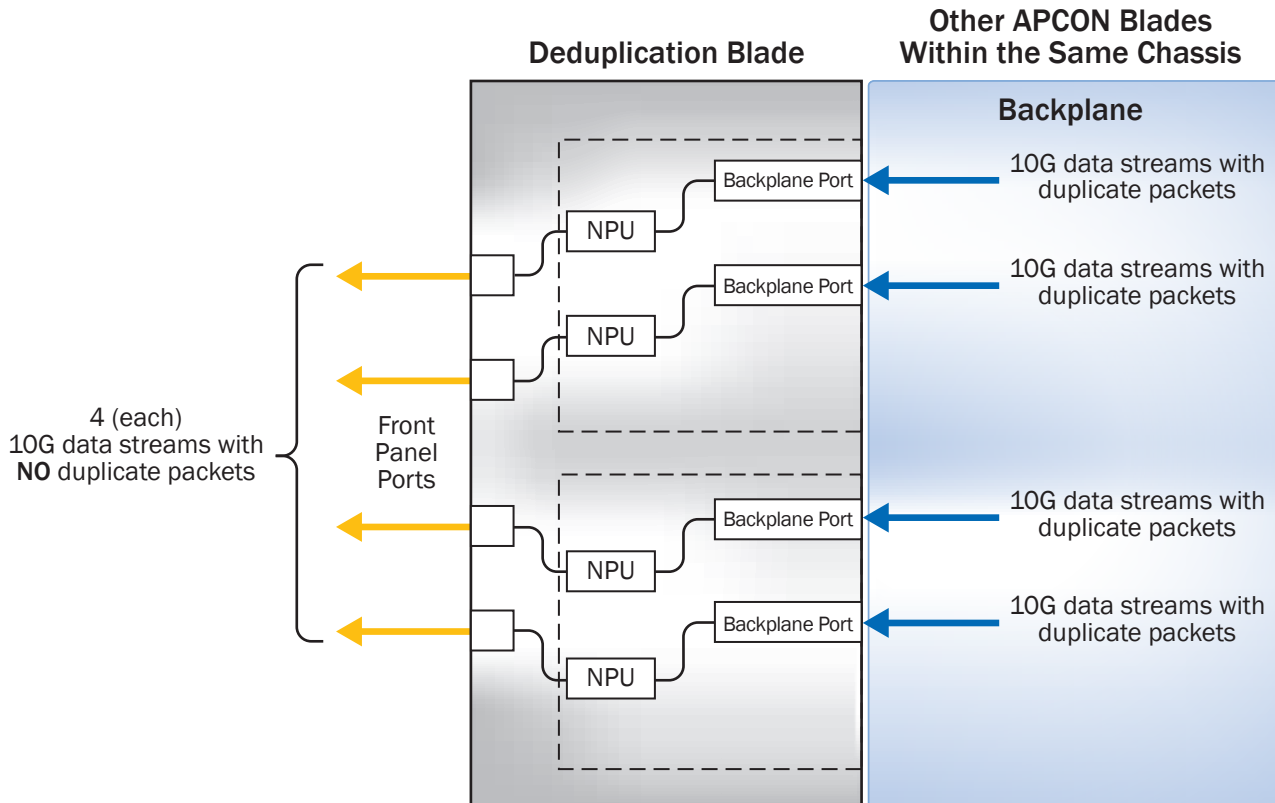 Deduplication Blade
Other APCON Blades
Within the Same Chassis
Backplane
Backplane Port
10G data streams with
duplicate packets
NPU
Backplane Port
10G data streams with
duplicate packets
NPU
4 (each)
10G data streams with
NO duplicate packets
Front
Panel
Ports
Backplane Port
10G data streams with
duplicate packets
NPU
Backplane Port
10G data streams with
duplicate packets
NPU